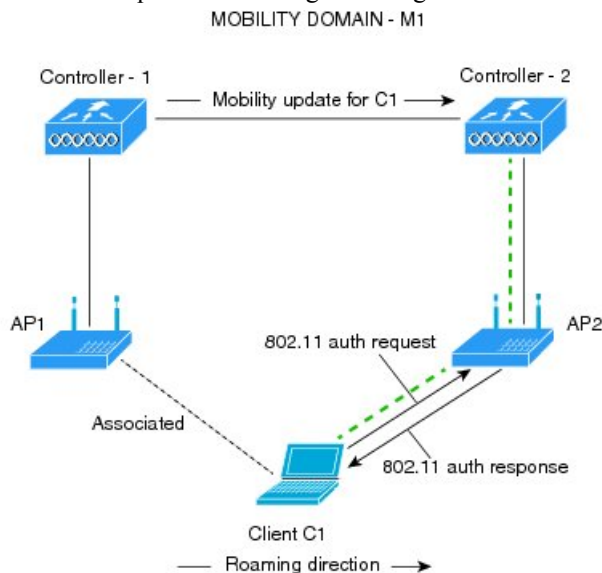 MOBILITY DOMAIN - M1
Controller - 1
Controller - 2
Mobility update for C1
AP1
AP2
802.11 auth request
Associated
802.11 auth response
Client C1
Roaming direction